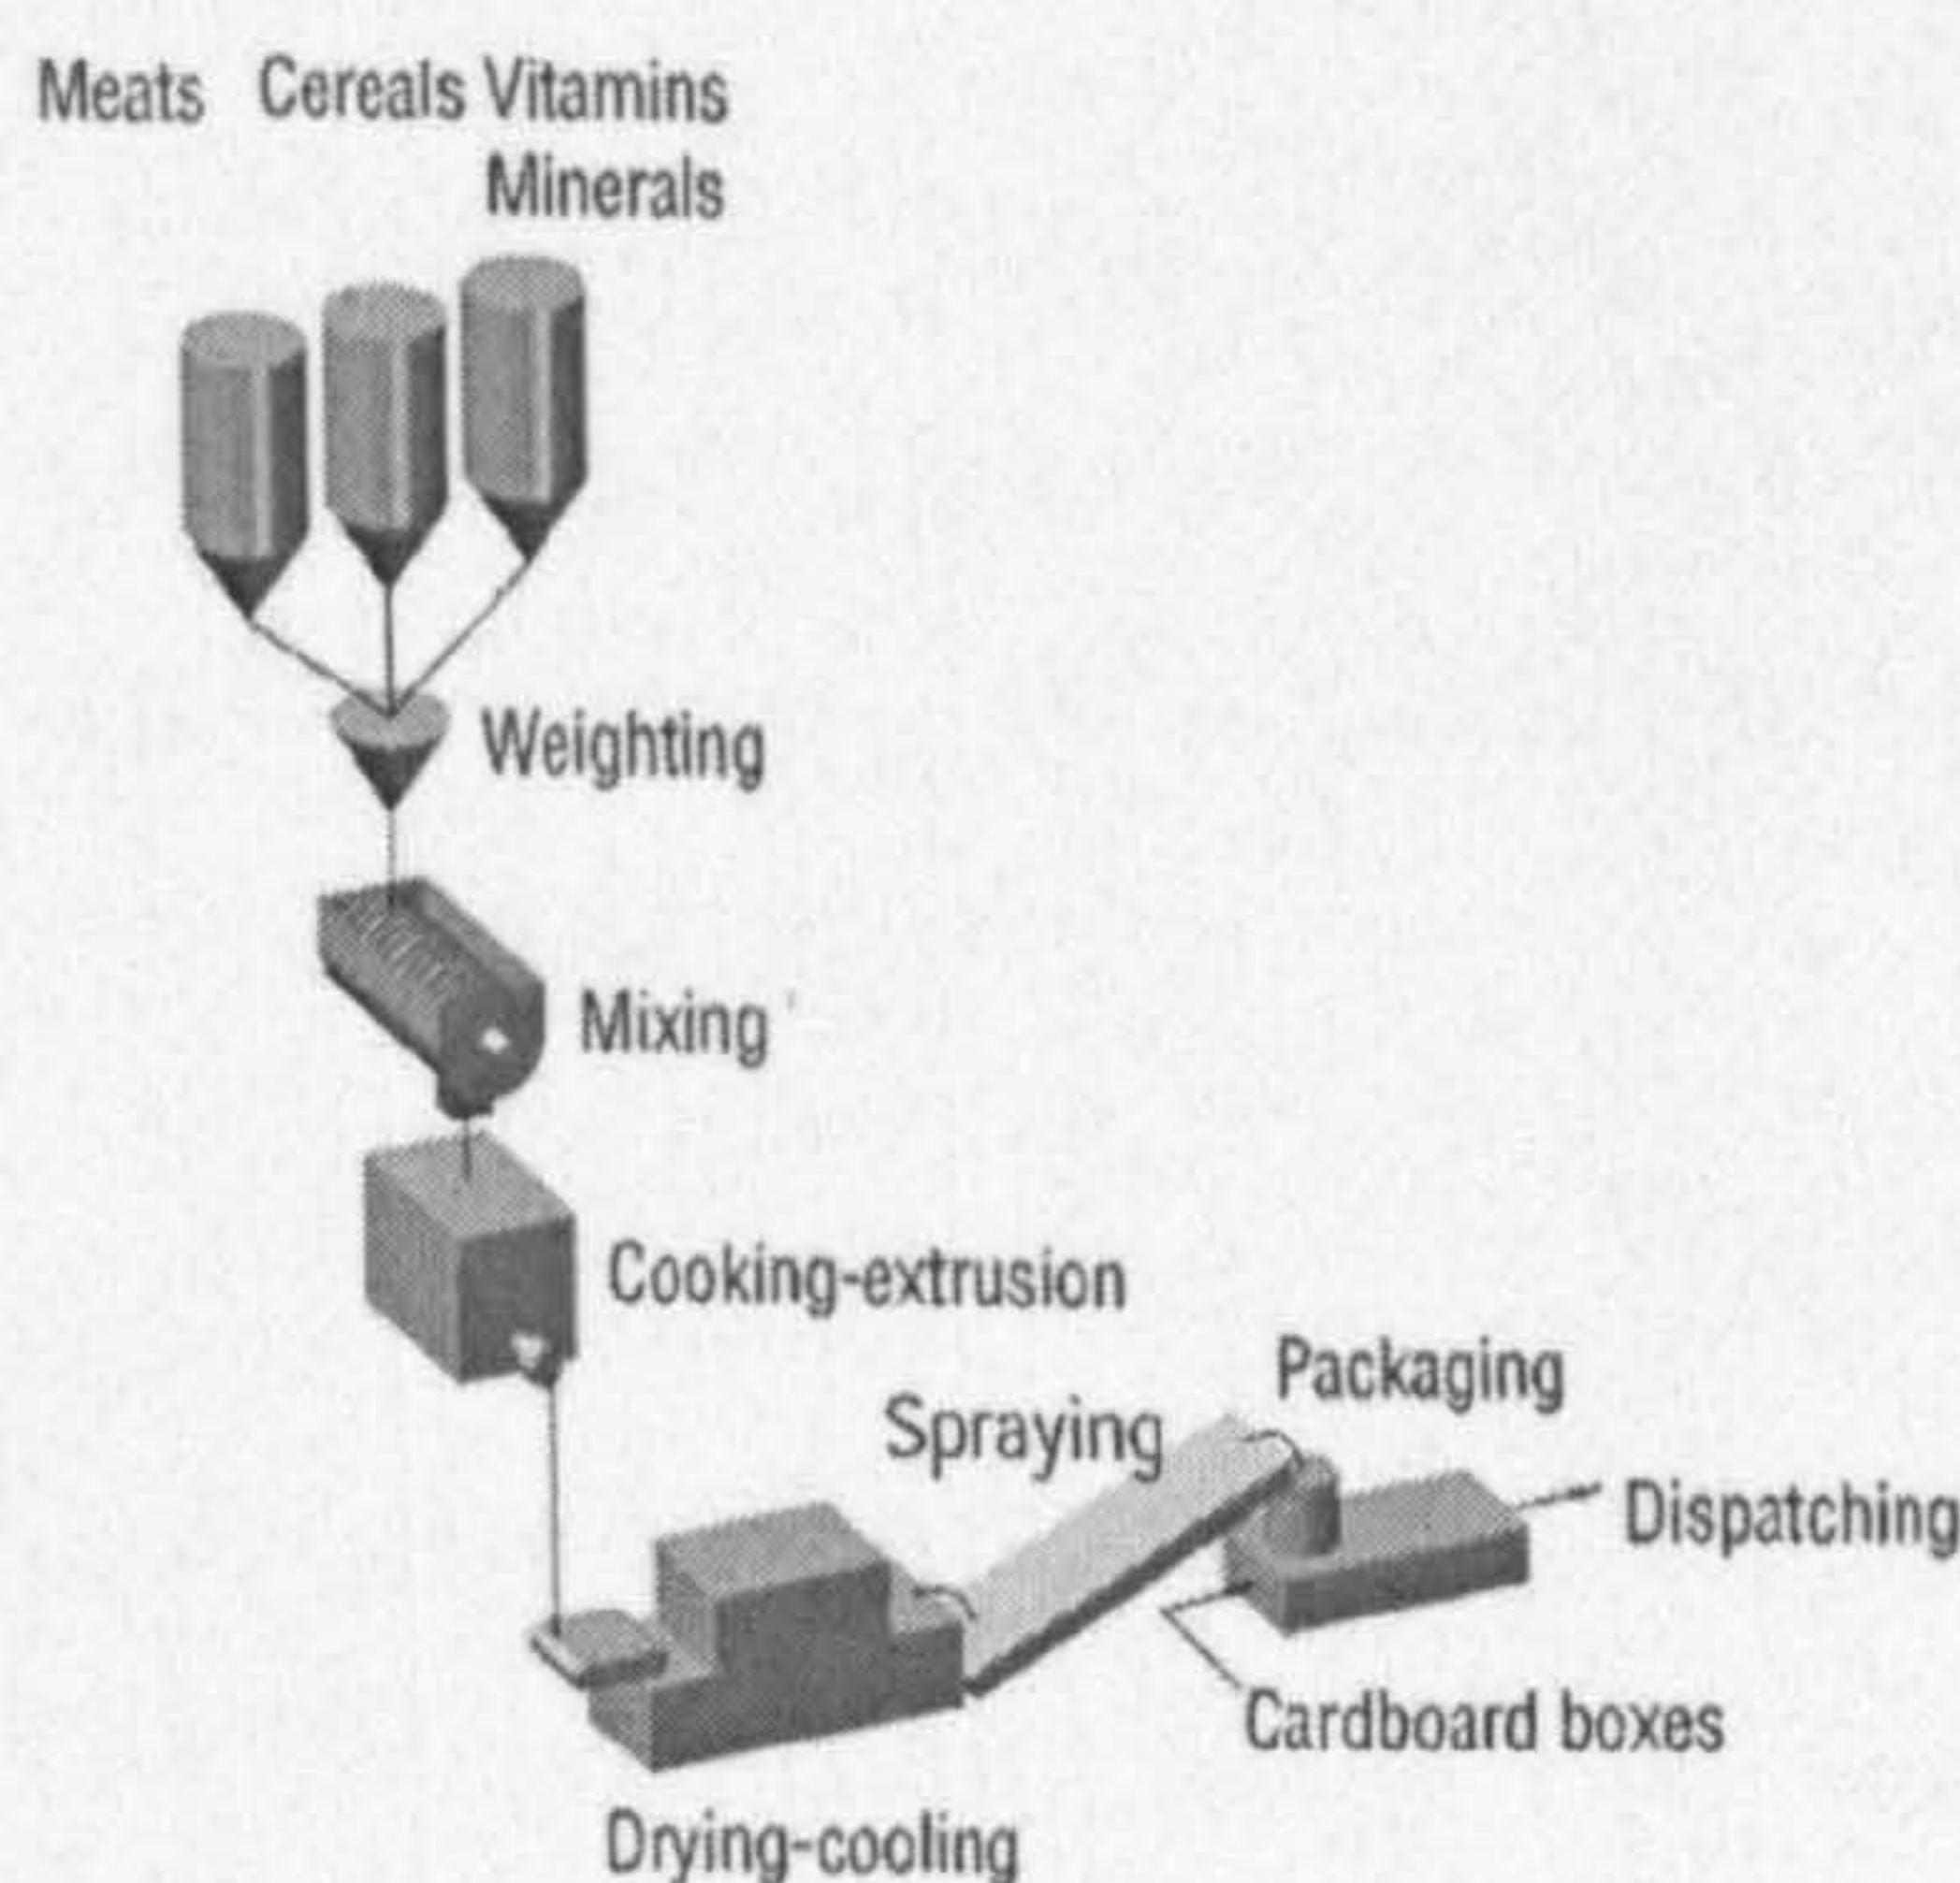 Meats Cereals Vitamins
Minerals
Weighting
Mixing
Cooking-extrusion
Packaging
Spraying
Dispatching
Cardboard boxes
Drying-cooling